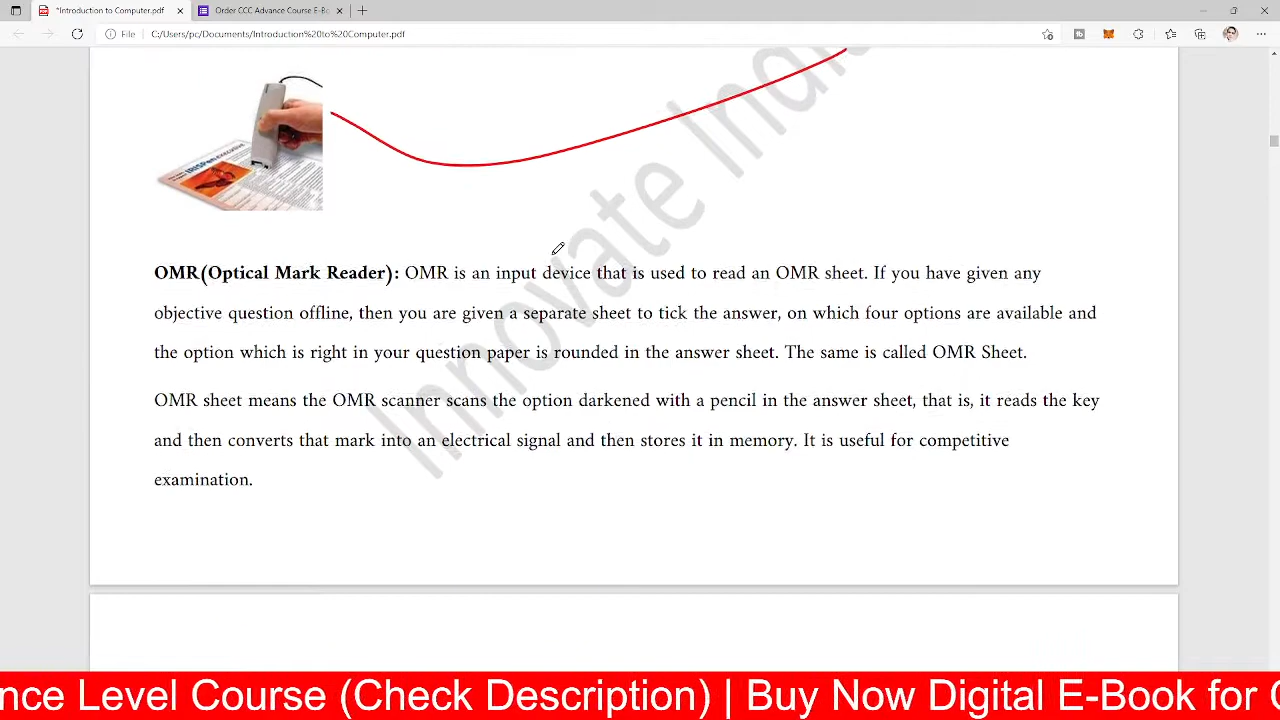 *Introduction to Computer.pdf
Order CCC Advance Course E-Bo
File
C:/Users/pc/Documents/Introduction%20to%20Computer.pdf
IRISPen
Innovate India
OMR(Optical Mark Reader): OMR is an input device that is used to read an OMR sheet. If you have given any
objective question offline, then you are given a separate sheet to tick the answer, on which four options are available and
the option which is right in your question paper is rounded in the answer sheet. The same is called OMR Sheet.
OMR sheet means the OMR scanner scans the option darkened with a pencil in the answer sheet, that is, it reads the key
and then converts that mark into an electrical signal and then stores it in memory. It is useful for competitive
examination.
nce Level Course (Check Description) | Buy Now Digital E-Book for C